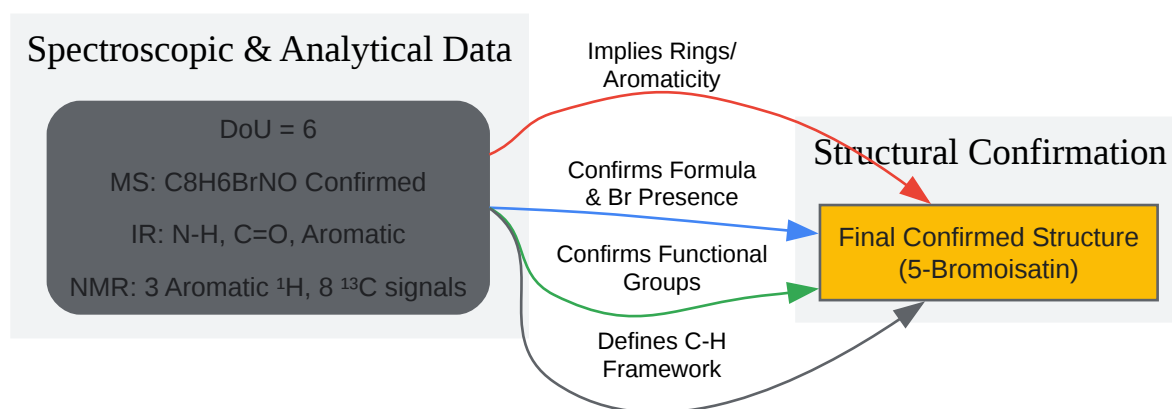 Spectroscopic & Analytical Data
DoU = 6
MS: C8H6BrNO Confirmed
IR: N-H, C=O, Aromatic
NMR: 3 Aromatic ¹H, 8 ¹³C signals
Implies Rings/
Aromaticity
Confirms Formula
& Br Presence
Confirms Functional
Groups
Defines C-H
Framework
Structural Confirmation
Final Confirmed Structure
(5-Bromoisatin)